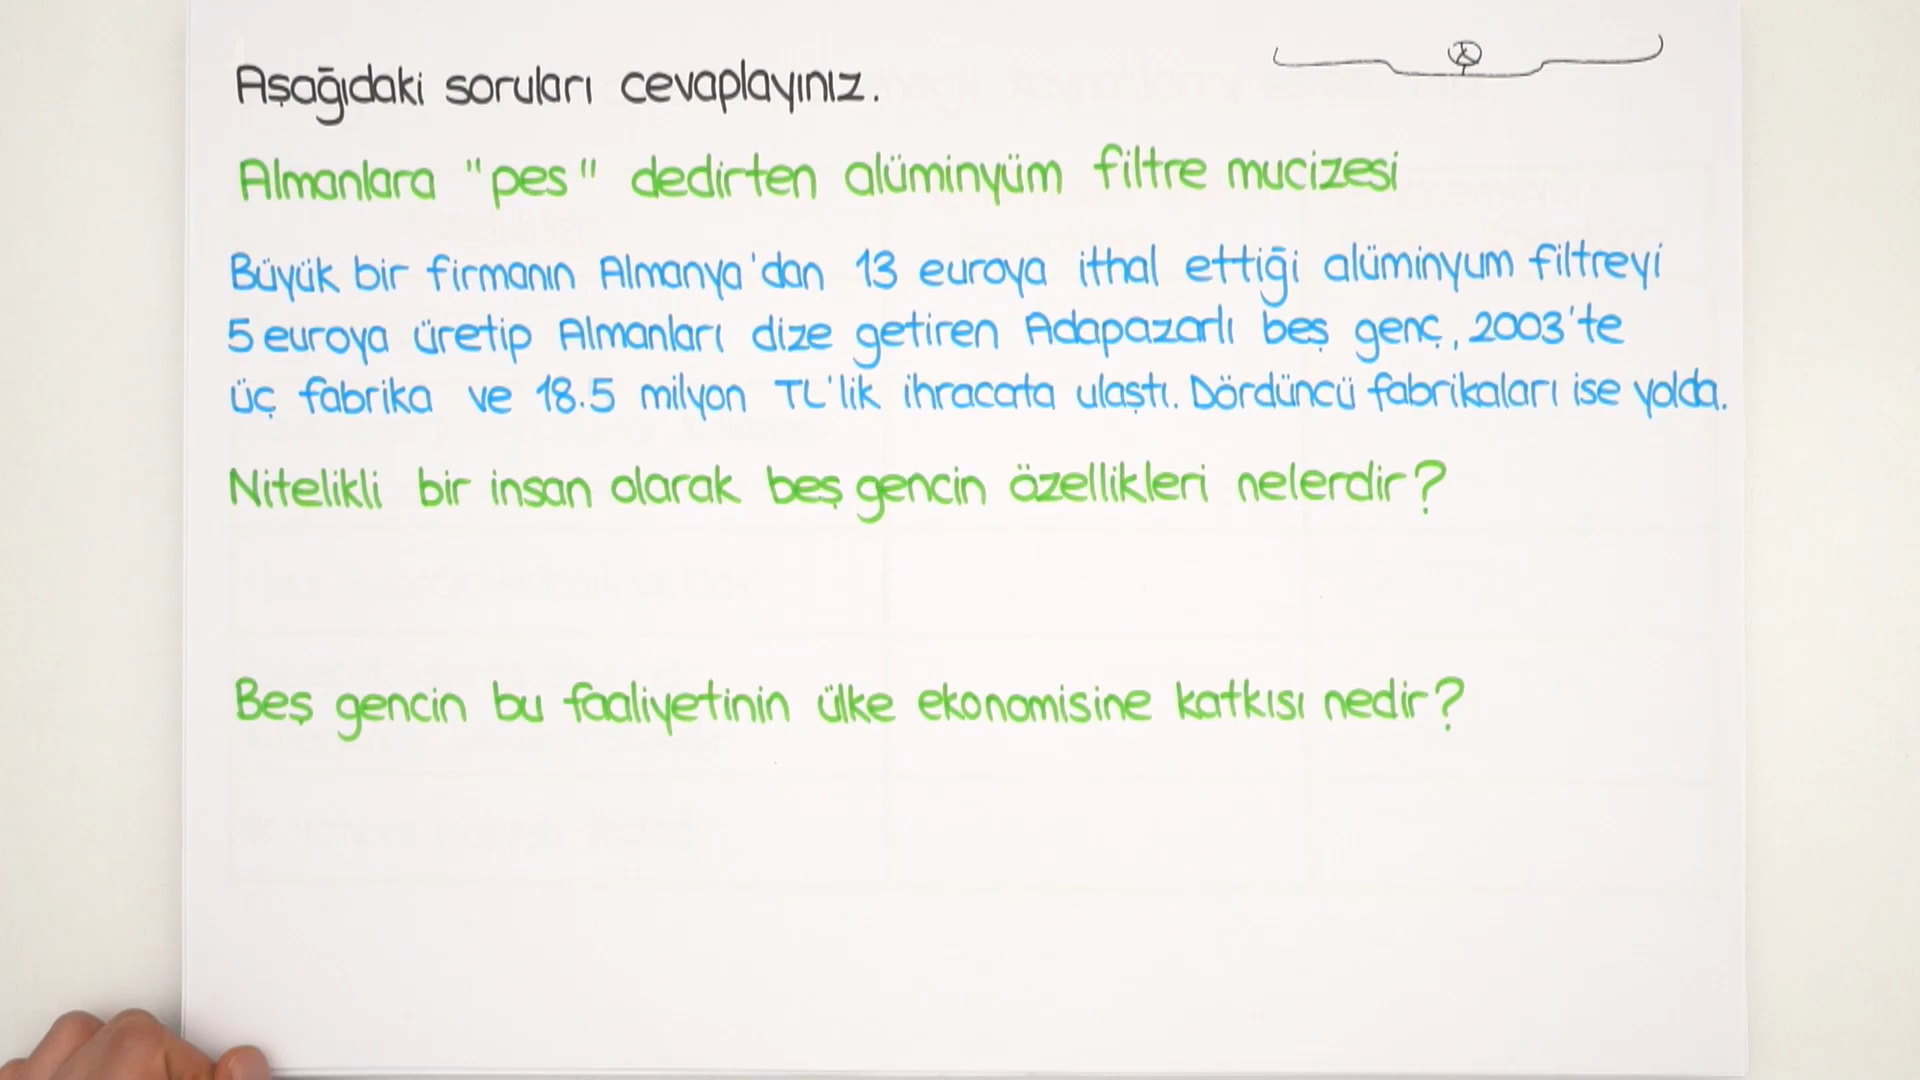 Aşağıdaki soruları cevaplayınız.
Almanlara "pes" dedirten alüminyüm filtre mucizesi
Büyük bir firmanın Almanya'dan 13 euroya ithal ettiği alüminyum filtreyi
5 euroya üretip Almanları dize getiren Adapazarlı beş genç, 2003'te
üç fabrika ve 18.5 milyon TL'lik ihracata ulaştı. Dördüncü fabrikaları ise yolda.
Nitelikli bir insan olarak beş gencin özellikleri nelerdir?
Beş gencin bu faaliyetinin ülke ekonomisine katkısı nedir?